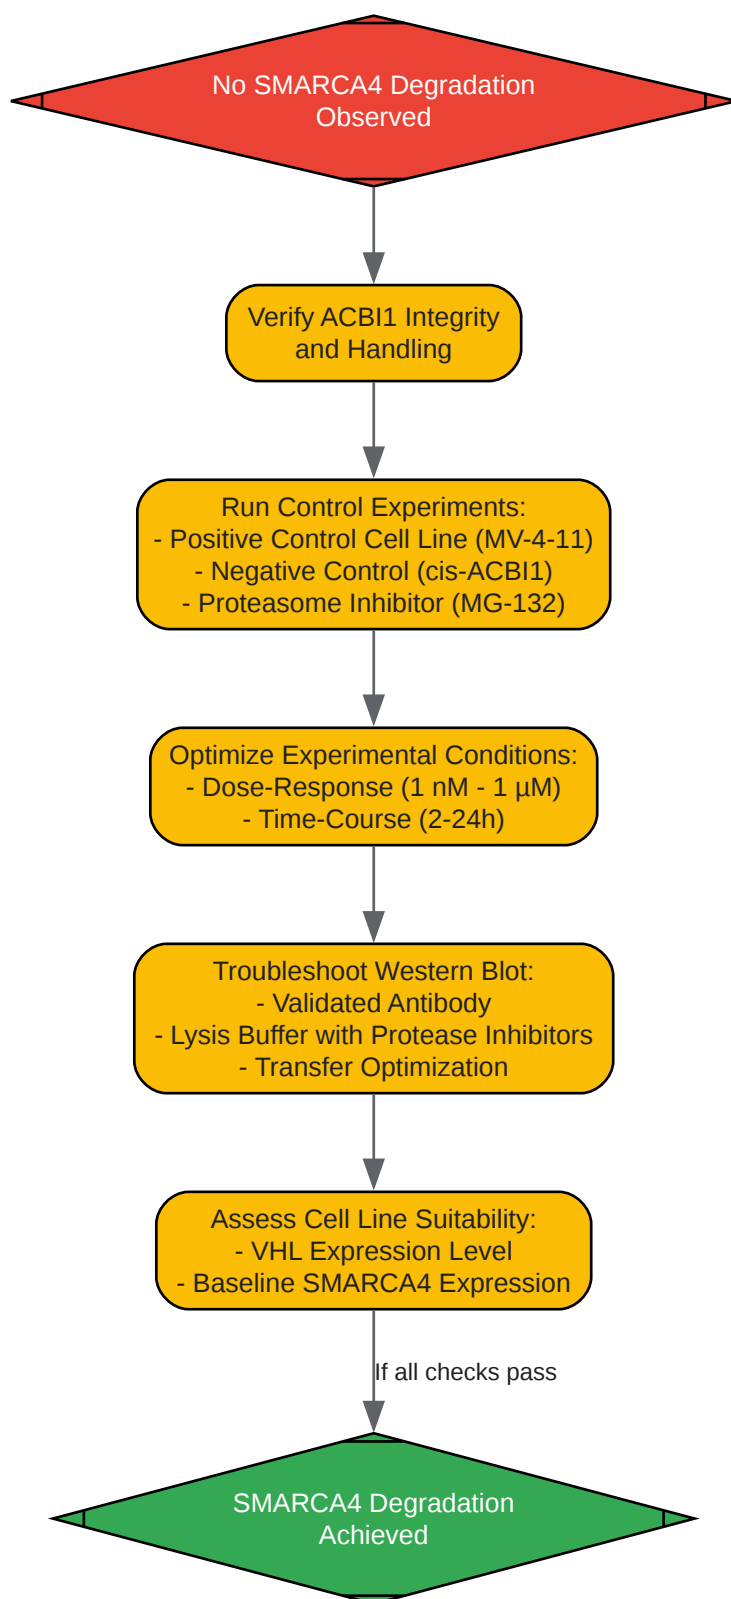 No SMARCA4 Degradation
Observed
Verify ACBI1 Integrity
and Handling
Run Control Experiments:
- Positive Control Cell Line (MV-4-11)
- Negative Control (cis-ACBI1)
- Proteasome Inhibitor (MG-132)
Optimize Experimental Conditions:
- Dose-Response (1 nM - 1 µM)
- Time-Course (2-24h)
Troubleshoot Western Blot:
- Validated Antibody
- Lysis Buffer with Protease Inhibitors
- Transfer Optimization
Assess Cell Line Suitability:
- VHL Expression Level
- Baseline SMARCA4 Expression
If all checks pass
SMARCA4 Degradation
Achieved